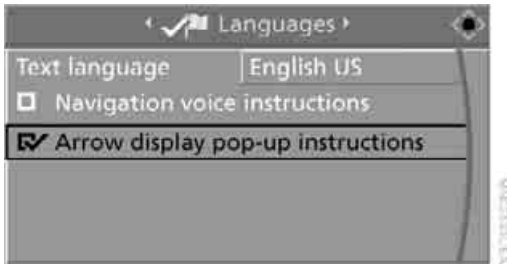 Languages
Text language English US
Navigation voice instructions
Arrow display pop-up instructions